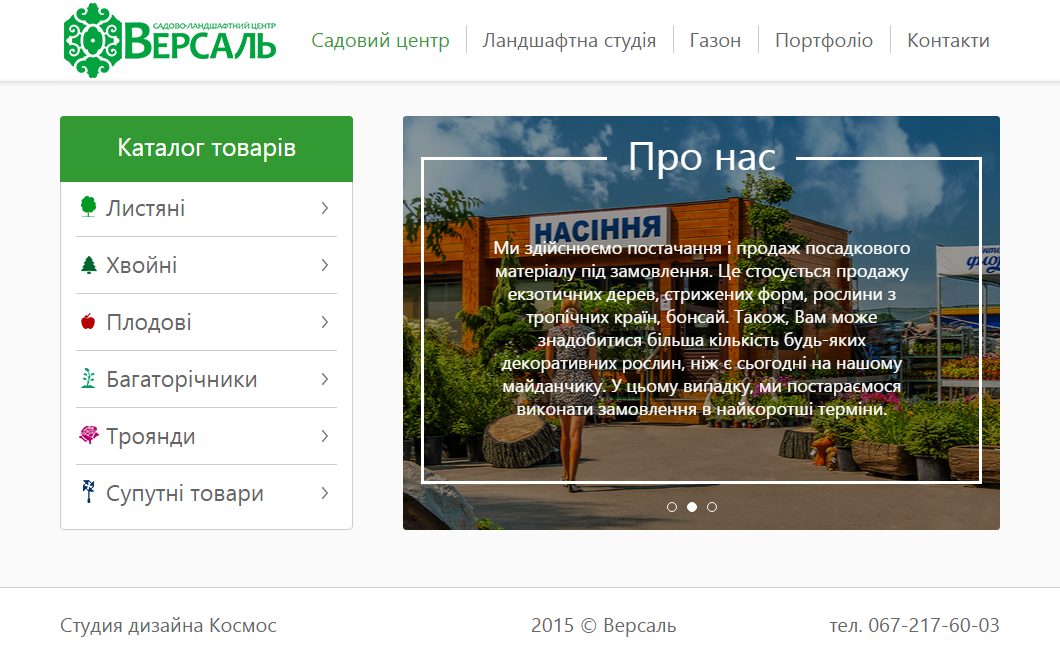 САДОВО-ЛАНДШАФТНИЙ ЦЕНТР
ВЕРСАЛЬ
Садовий центр
Ландшафтна студія
Газон
Портфоліо
Контакти
Каталог товарів
Листяні
Хвойні
Плодові
Багаторічники
Троянди
Супутні товари
Про нас
НАСІННЯ
Ми здійснюємо постачання і продаж посадкового
матеріалу під замовлення. Це стосується продажу
екзотичних дерев, стрижених форм, рослини з
тропічних країн, бонсай. Також, Вам може
знадобитися більша кількість будь-яких
декоративних рослин, ніж є сьогодні на нашому
майданчику. У цьому випадку, ми постараємося
виконати замовлення в найкоротші терміни.
Студия дизайна Космос
2015 © Версаль
тел. 067-217-60-03